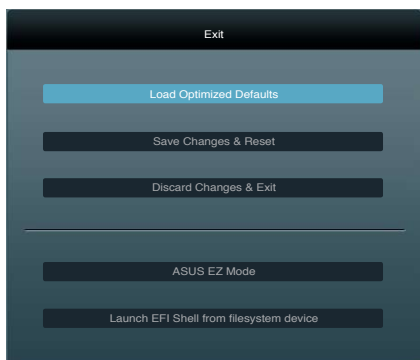 Exit
Load Optimized Defaults
Save Changes & Reset
Discard Changes & Exit
ASUS EZ Mode
Launch EFI Shell from filesystem device